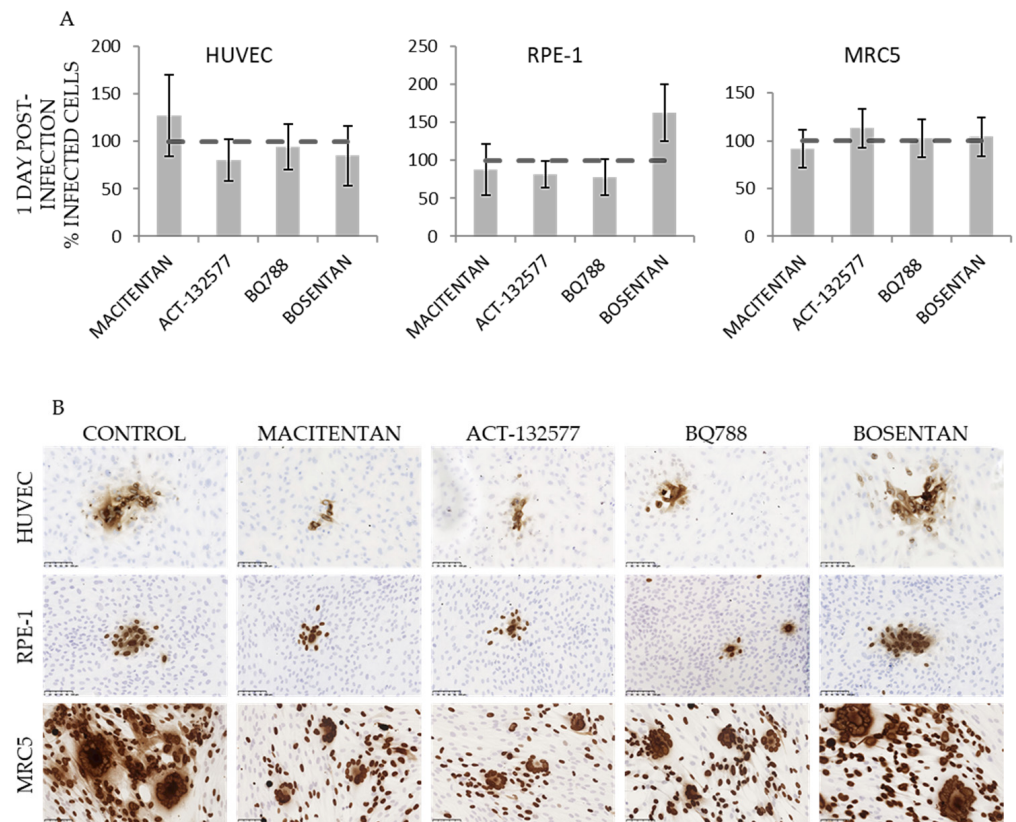 A
1 DAY POST-
INFECTION
% INFECTED CELLS
HUVEC
200
150
100
50
0
MACITENTAN
ACT-132577
BQ788
BOSENTAN
RPE-1
250
200
150
100
50
0
MACITENTAN
ACT-132577
BQ788
BOSENTAN
MRC5
150
100
50
0
MACITENTAN
ACT-132577
BQ788
BOSENTAN
B
CONTROL MACITENTAN ACT-132577 BQ788 BOSENTAN
HUVEC
RPE-1
MRC5